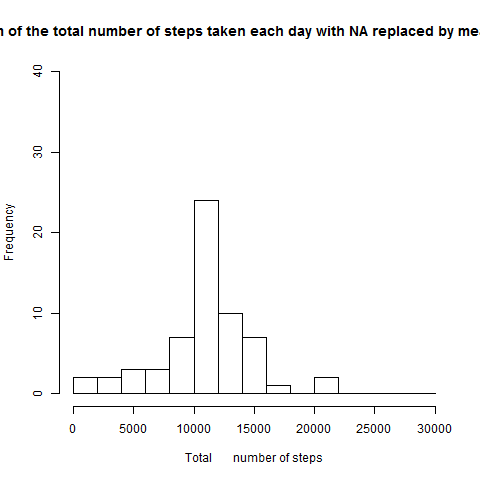 of the total number of steps taken each day with NA replaced by
40
30
20
10
0
Frequency
0 5000 10000 15000 20000 25000 30000
Total number of steps